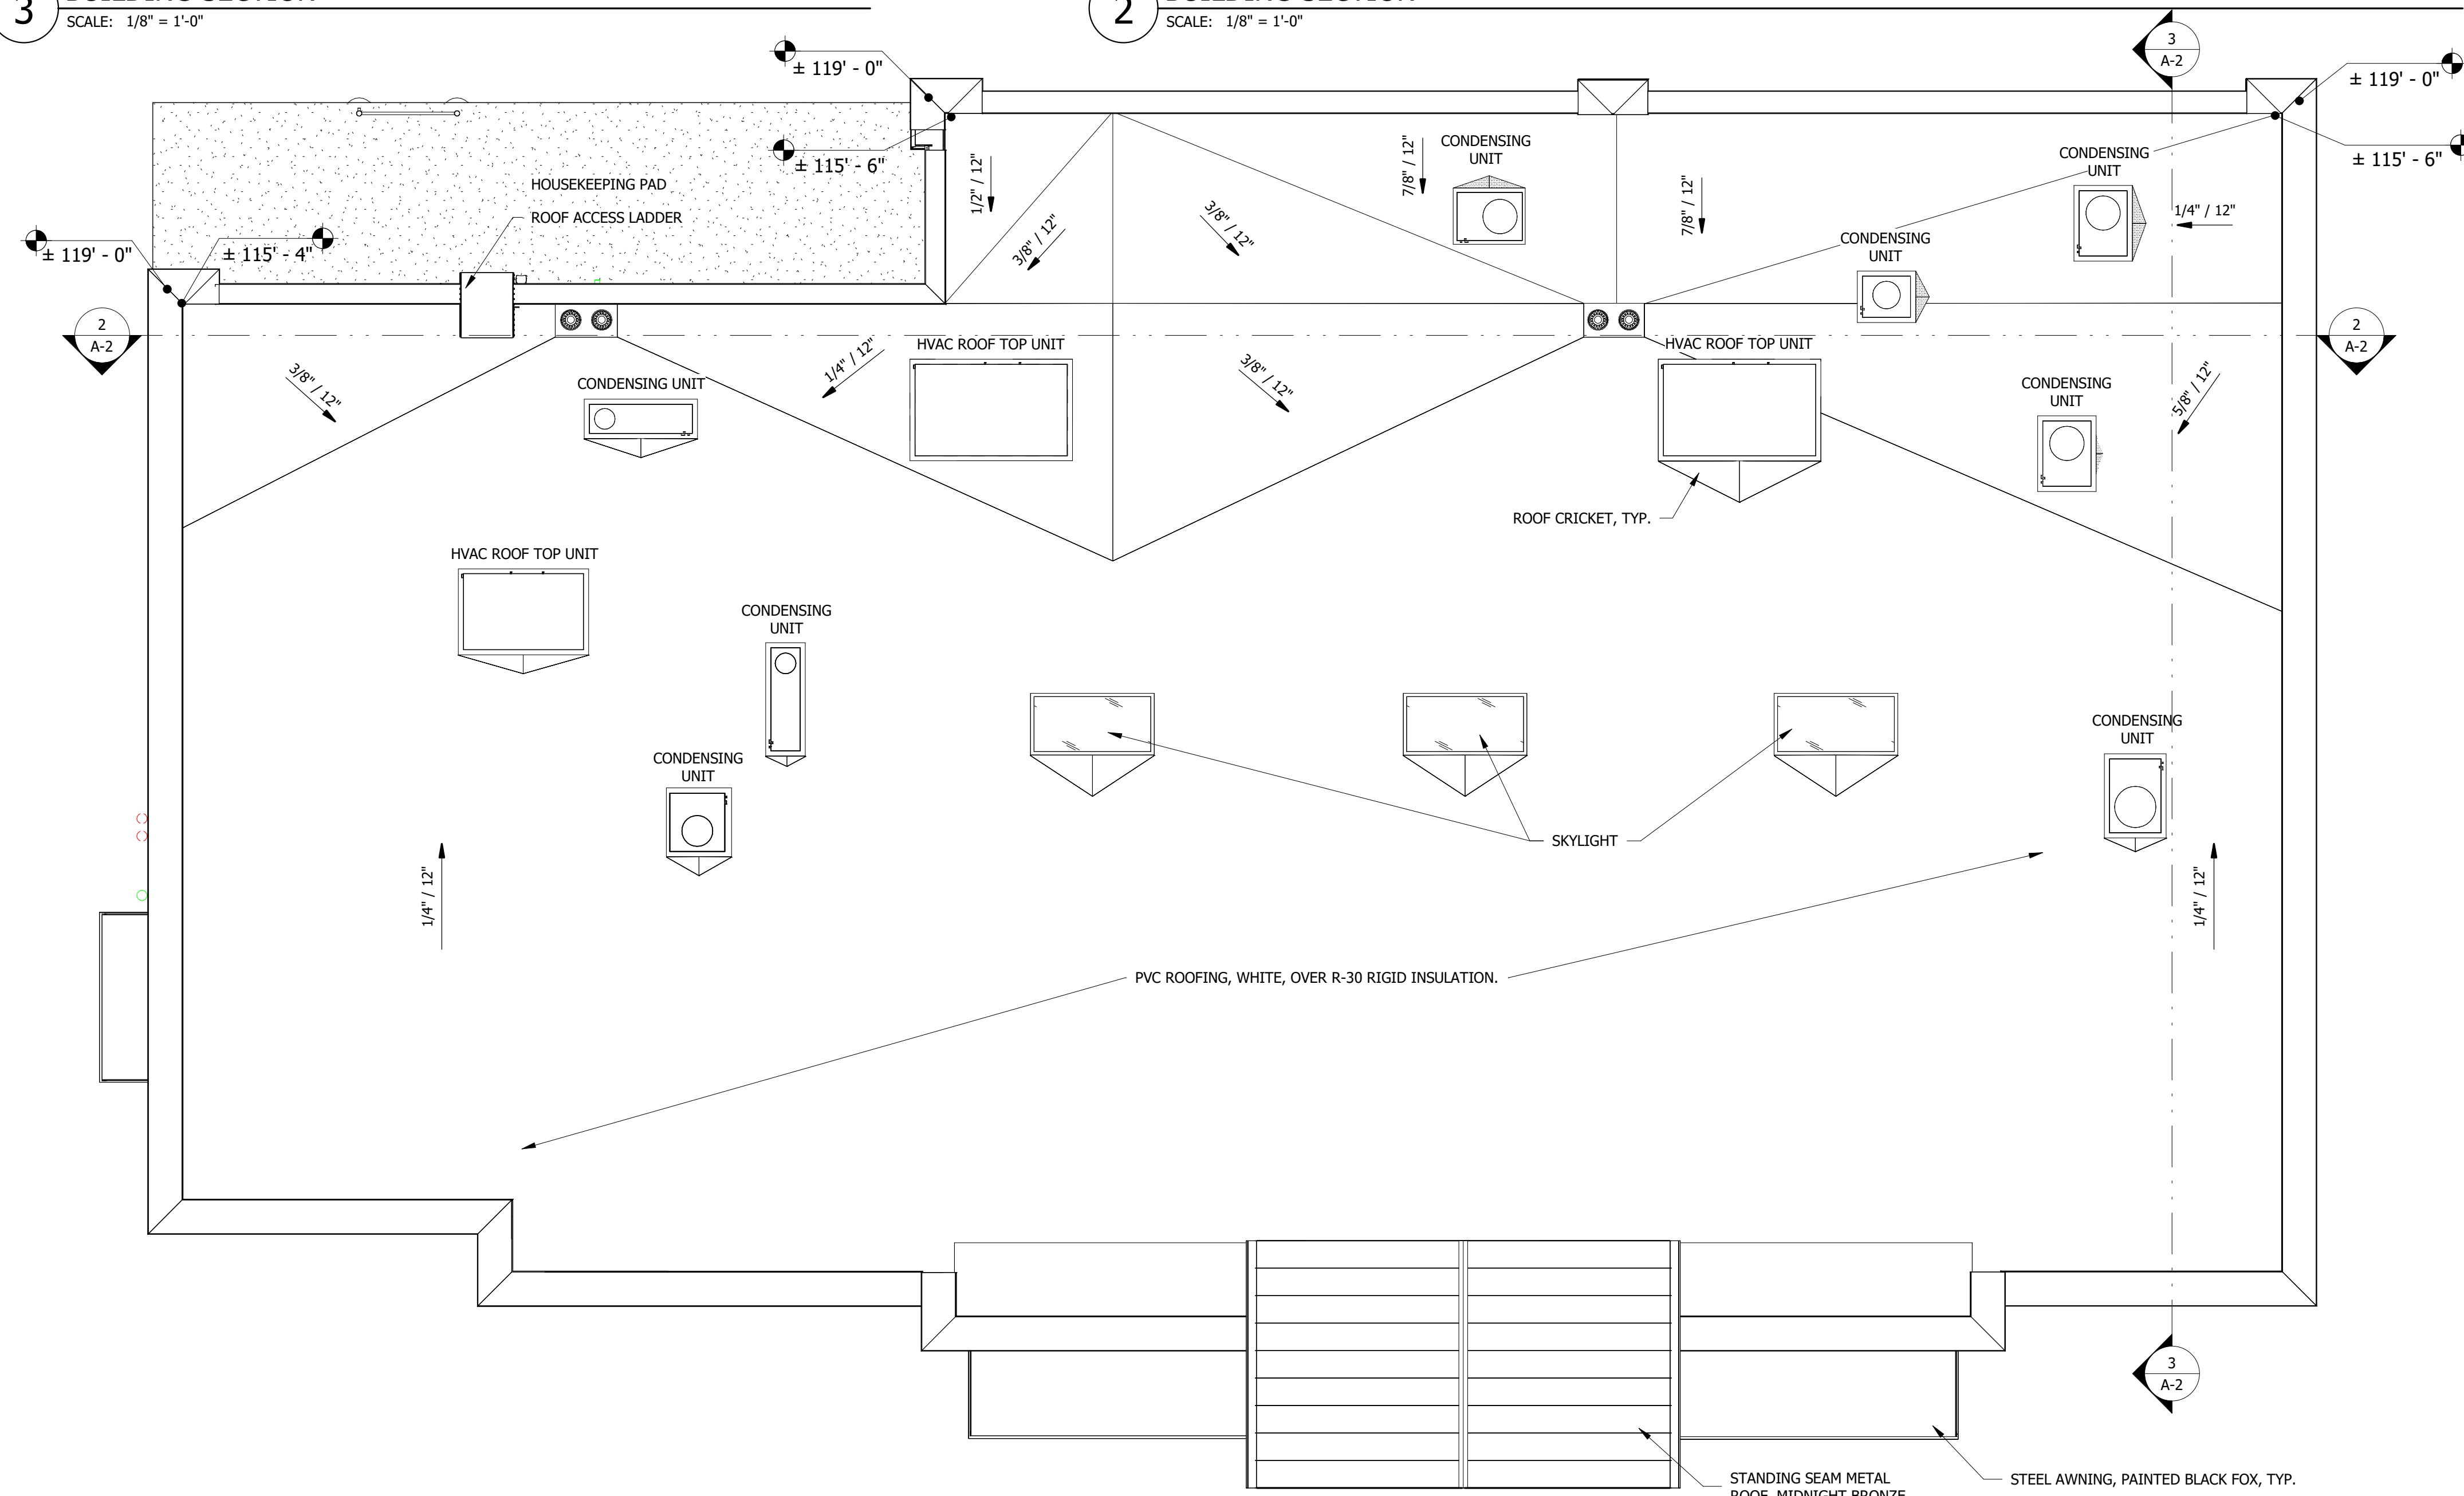 3
SCALE: 1/8" = 1'-0"
2
SCALE: 1/8" = 1'-0"
3
A-2
± 119' - 0"
± 119' - 0"
± 115' - 6"
± 115' - 6"
HOUSEKEEPING PAD
ROOF ACCESS LADDER
± 119' - 0"
± 115' - 4"
1/2" / 12"
3/8" / 12"
3/8" / 12"
7/8" / 12"
CONDENSING
UNIT
7/8" / 12"
CONDENSING
UNIT
1/4" / 12"
CONDENSING
UNIT
2
A-2
2
A-2
3/8" / 12"
CONDENSING UNIT
1/4" / 12"
HVAC ROOF TOP UNIT
3/8" / 12"
HVAC ROOF TOP UNIT
CONDENSING
UNIT
5/8" / 12"
ROOF CRICKET, TYP.
HVAC ROOF TOP UNIT
CONDENSING
UNIT
CONDENSING
UNIT
CONDENSING
UNIT
SKYLIGHT
1/4" / 12"
1/4" / 12"
PVC ROOFING, WHITE, OVER R-30 RIGID INSULATION.
3
A-2
STANDING SEAM METAL
ROOF, MIDNIGHT BRONZE
STEEL AWNING, PAINTED BLACK FOX, TYP.